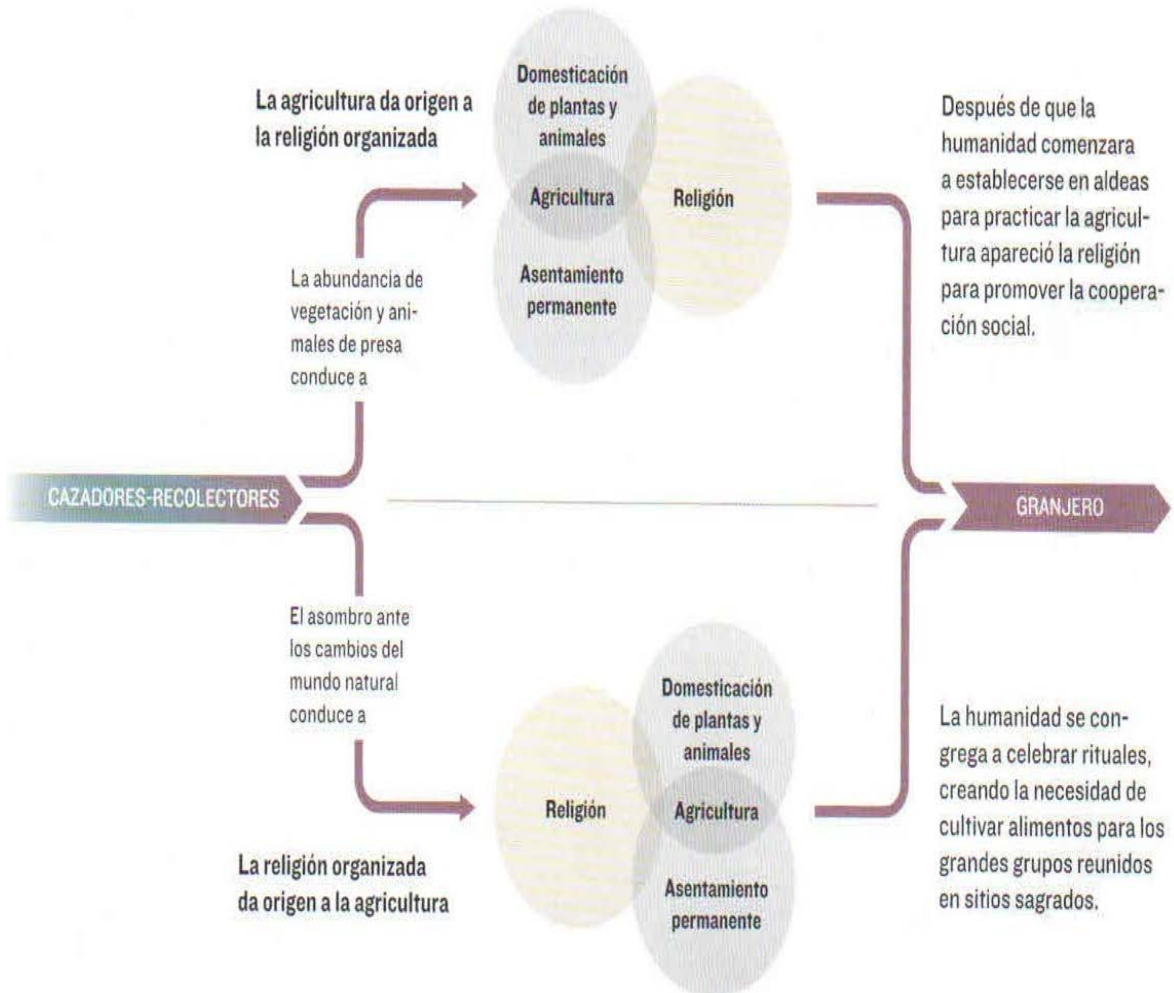 La agricultura da origen a
la religión organizada
Domesticación
de plantas y
animales
Agricultura
Asentamiento
permanente
Religión
Después de que la
humanidad comenzara
a establecerse en aldeas
para practicar la agricul-
tura apareció la religión
para promover la coopera-
ción social.
La abundancia de
vegetación y ani-
males de presa
conduce a
CAZADORES-RECOLECTORES
GRANJERO
El asombro ante
los cambios del
mundo natural
conduce a
Religión
Domesticación
de plantas y
animales
Agricultura
Asentamiento
permanente
La religión organizada
da origen a la agricultura
La humanidad se con-
grega a celebrar rituales,
creando la necesidad de
cultivar alimentos para los
grandes grupos reunidos
en sitios sagrados.